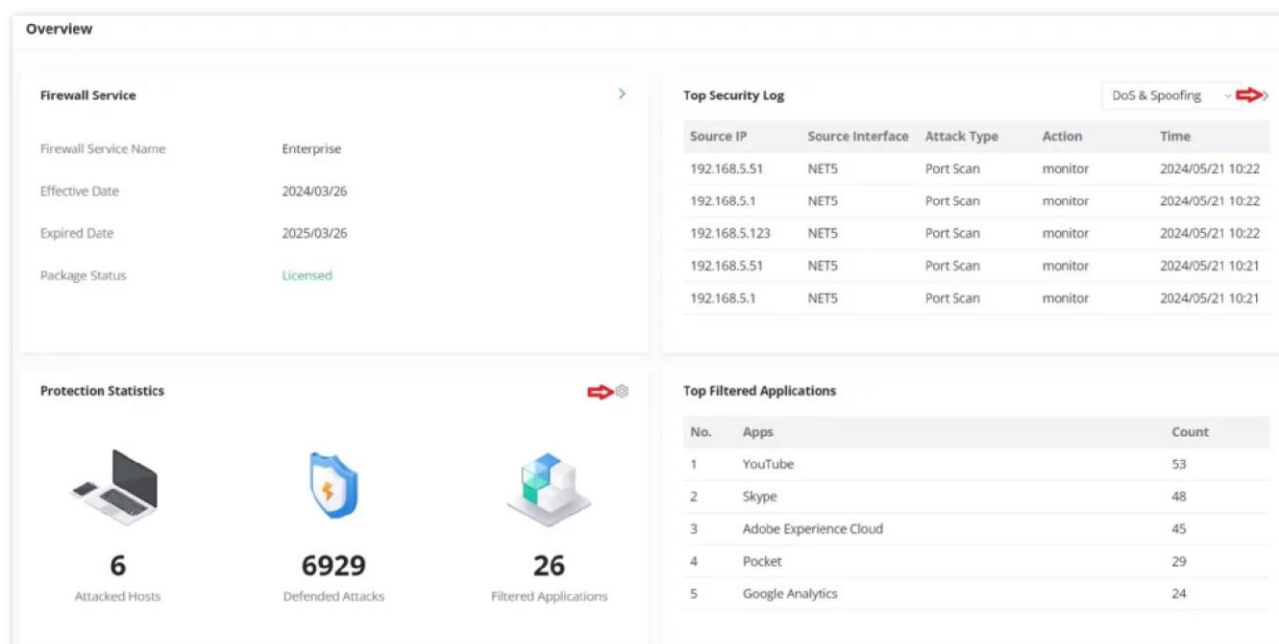 Overview
Firewall Service
Firewall Service Name Enterprise
Effective Date 2024/03/26
Expired Date 2025/03/26
Package Status Licensed
Top Security Log DoS & Spoofing
Source IP Source Interface Attack Type Action Time
192.168.5.51 NET5 Port Scan monitor 2024/05/21 10:22
192.168.5.1 NET5 Port Scan monitor 2024/05/21 10:22
192.168.5.123 NET5 Port Scan monitor 2024/05/21 10:22
192.168.5.51 NET5 Port Scan monitor 2024/05/21 10:21
192.168.5.1 NET5 Port Scan monitor 2024/05/21 10:21
Protection Statistics
6 6929 26
Attacked Hosts Defended Attacks Filtered Applications
Top Filtered Applications
No. Apps Count
1 YouTube 53
2 Skype 48
3 Adobe Experience Cloud 45
4 Pocket 29
5 Google Analytics 24